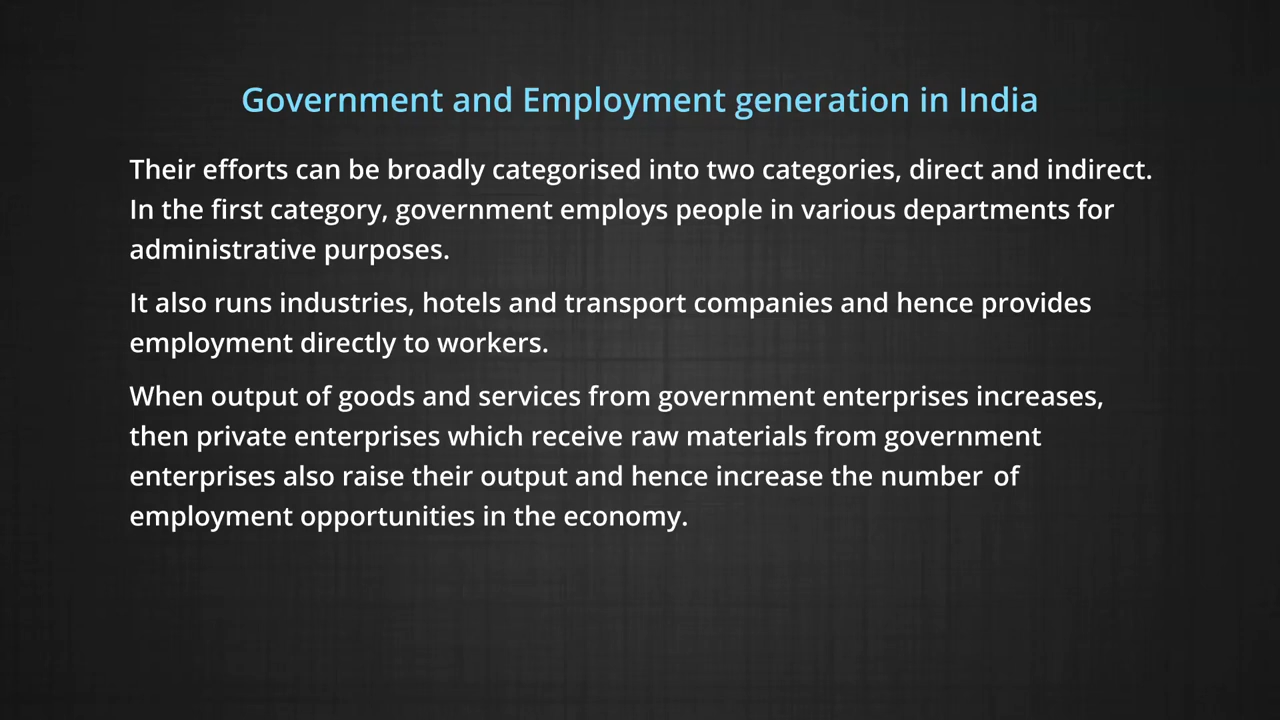 Government and Employment generation in India
Their efforts can be broadly categorised into two categories, direct and indirect.
In the first category, government employs people in various departments for
administrative purposes.
It also runs industries, hotels and transport companies and hence provides
employment directly to workers.
When output of goods and services from government enterprises increases,
then private enterprises which receive raw materials from government
enterprises also raise their output and hence increase the number of
employment opportunities in the economy.